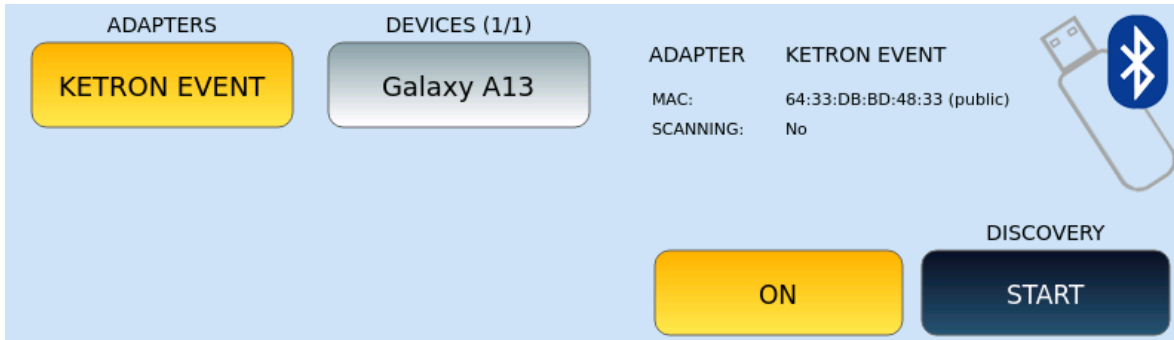 ADAPTERS
KETRON EVENT
DEVICES (1/1)
Galaxy A13
ADAPTER KETRON EVENT
MAC: 64:33:DB:BD:48:33 (public)
SCANNING: No
ON
DISCOVERY
START